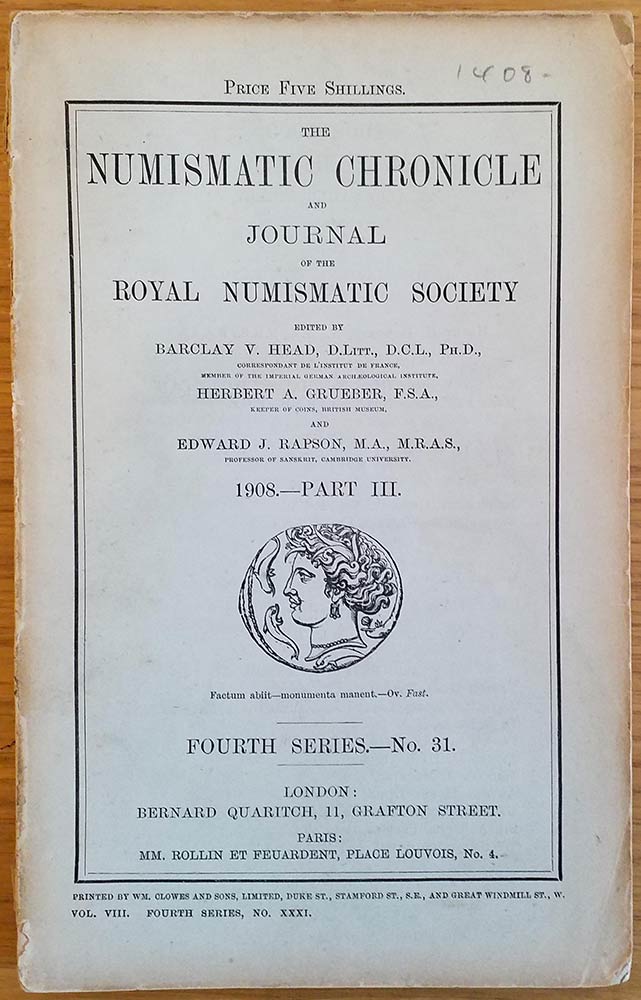 1408-
PRICE FIVE SHILLINGS.
THE
NUMISMATIC CHRONICLE
AND
JOURNAL
OF THE
ROYAL NUMISMATIC SOCIETY
EDITED BY
BARCLAY V. HEAD, D.LITT., D.C.L., PH.D.,
CORRESPONDANT DE L'INSTITUT DE FRANCE,
MEMBER OF THE IMPERIAL GERMAN ARCHÆOLOGICAL INSTITUTE,
HERBERT A. GRUEBER, F.S.A.,
KEEPER OF COINS, BRITISH MUSEUM,
AND
EDWARD J. RAPSON, M.A., M.R.A.S.,
PROFESSOR OF SANSKRIT, CAMBRIDGE UNIVERSITY.
1908.—PART III.
Factum abiit—monumenta manent.—Ov. Fast.
FOURTH SERIES.—No. 31.
LONDON:
BERNARD QUARITCH, 11, GRAFTON STREET.
PARIS:
MM. ROLLIN ET FEUARDENT, PLACE LOUVOIS, No. 4.
PRINTED BY WM. CLOWES AND SONS, LIMITED, DUKE ST., STAMFORD ST., S.E., AND GREAT WINDMILL ST., W.
VOL. VIII. FOURTH SERIES, NO. XXXI.